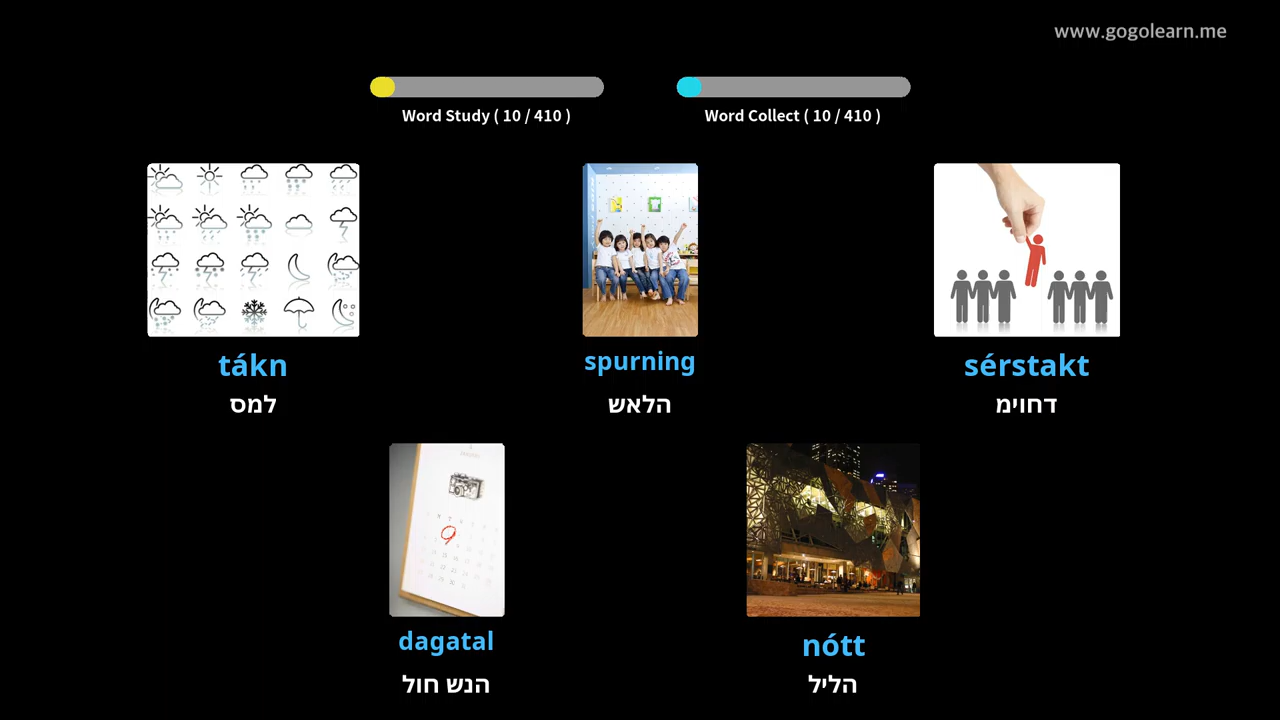 www.gogolearn.me
Word Study ( 10 / 410 )
Word Collect ( 10 / 410 )
tákn
spurning
sérstakt
למס
הלאש
דחוימ
dagatal
nótt
הנש חול
הליל